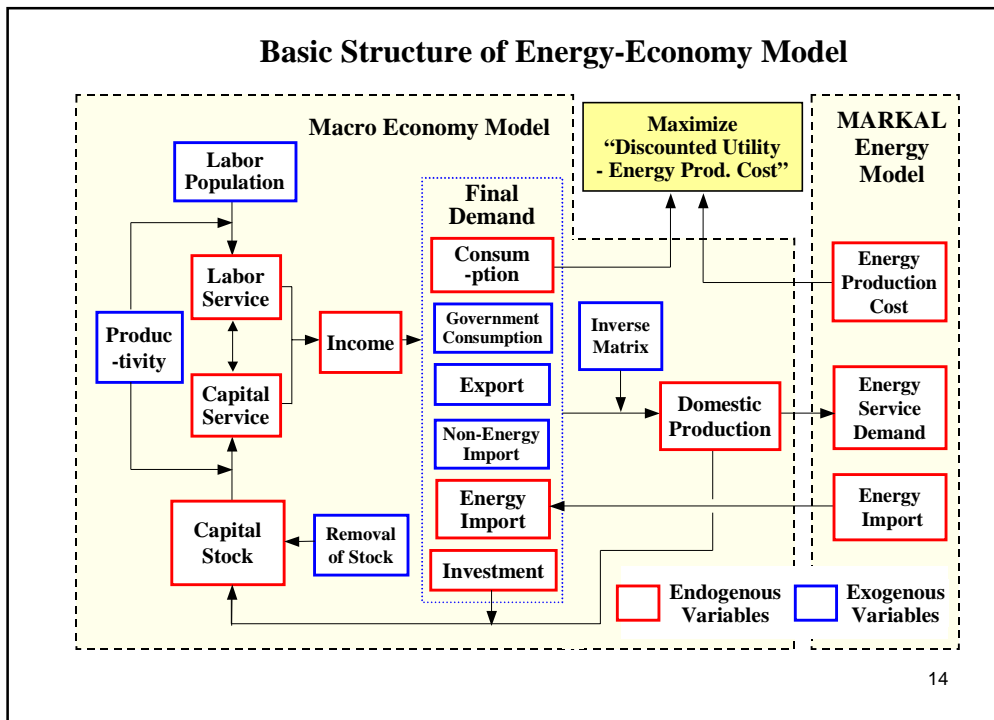 Basic Structure of Energy-Economy Model
Macro Economy Model
Maximize
“Discounted Utility
- Energy Prod. Cost”
MARKAL
Energy
Model
Labor
Population
Final
Demand
Consum
-ption
Energy
Production
Cost
Labor
Service
Produc
-tivity
Income
Government
Consumption
Inverse
Matrix
Export
Capital
Service
Domestic
Production
Energy
Service
Demand
Non-Energy
Import
Energy
Import
Energy
Import
Capital
Stock
Removal
of Stock
Investment
Endogenous
Variables
Exogenous
Variables
14